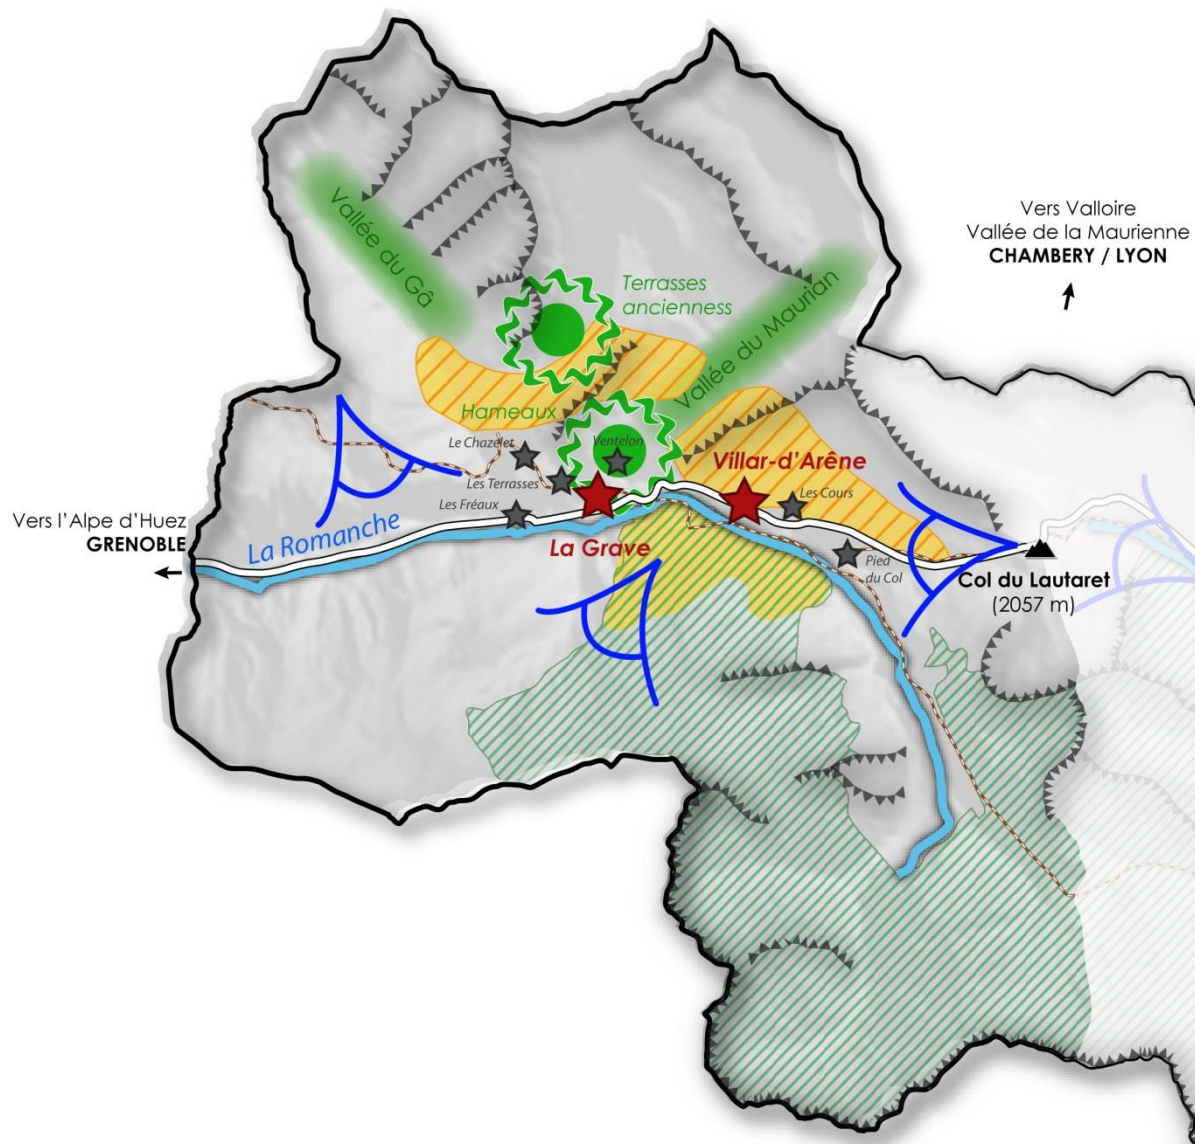 Vallée du Gâ
Vers Valloire
Vallée de la Maurienne
CHAMBERY / LYON
Terrasses
ancienness
Vallée du Maurian
Hameaux
Le Chazelet
Ventelon
Villar-d'Arêne
Les Terrasses
Les Cours
Les Fréaux
Vers l'Alpe d'Huez
GRENOBLE
La Romanche
La Grave
Pied
du Col
Col du Lautaret
(2057 m)